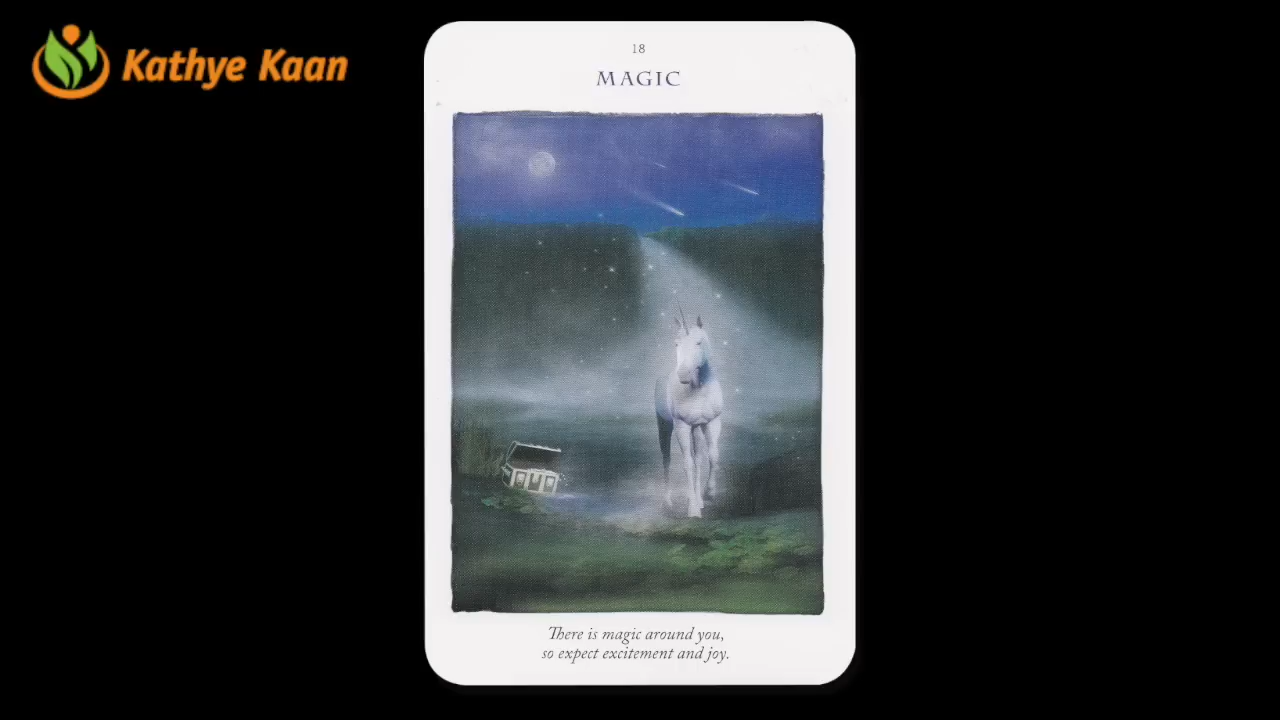 Kathye Kaan
18
MAGIC
There is magic around you,
so expect excitement and joy.